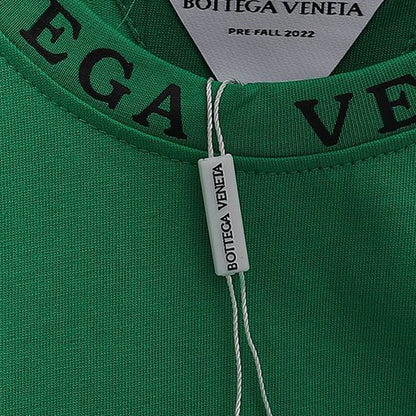 BOTTEGA VENETA
PRE-FALL 2022
EGA VE
BOTTEGA VENETA